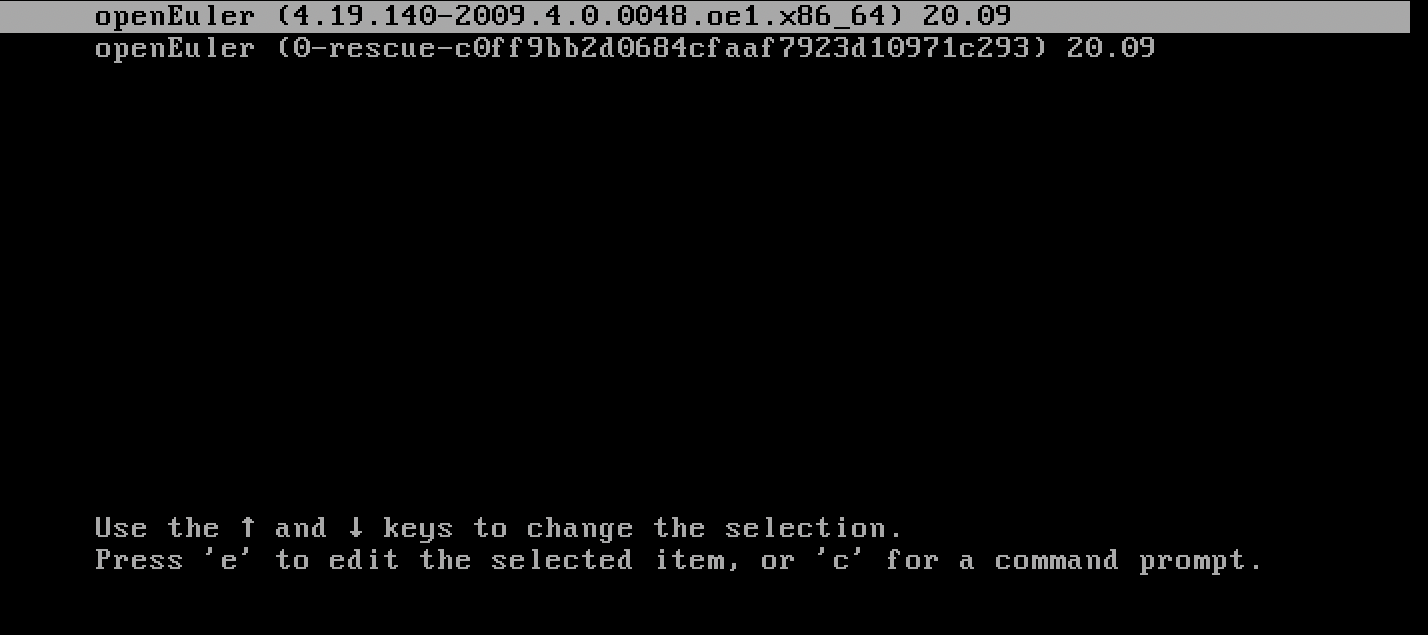 openEuler (4.19.140-2009.4.0.0048.oe1.x86_64) 20.09
openEuler (0-rescue-c0ff9bb2d0684cfaaf7923d10971c293) 20.09
Use the ↑ and ↓ keys to change the selection.
Press 'e' to edit the selected item, or 'c' for a command prompt.